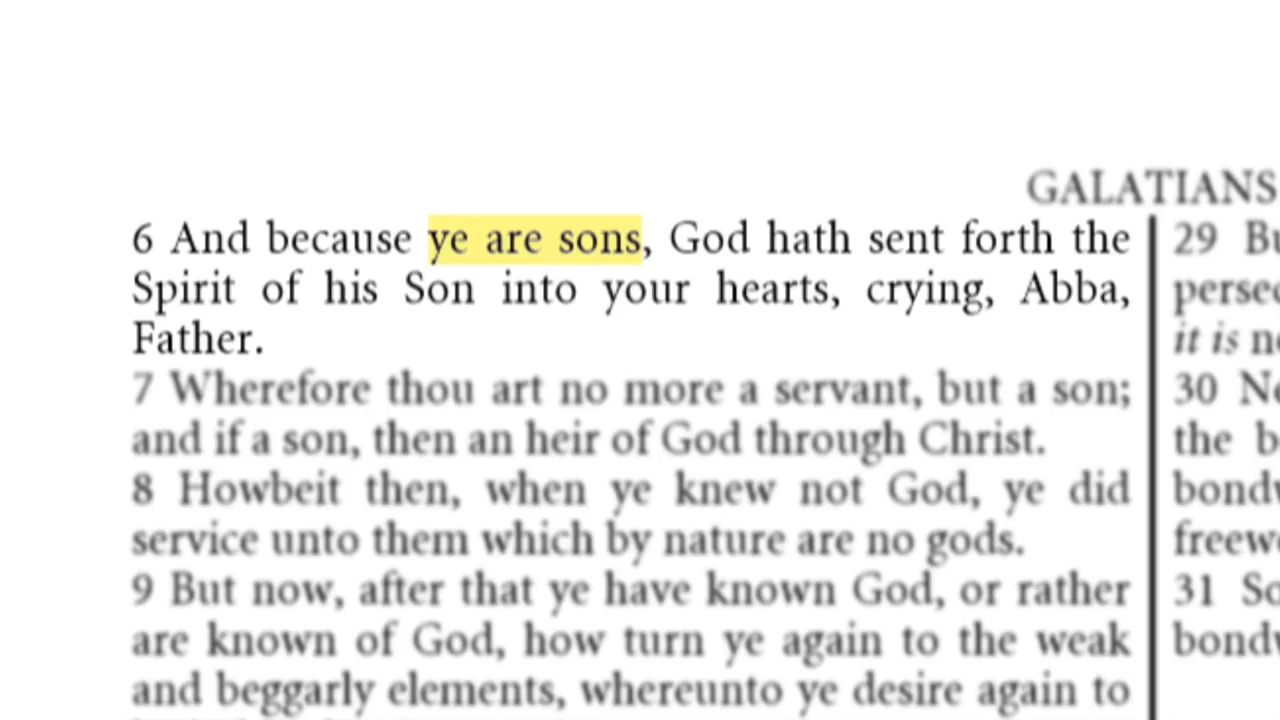 GALATIANS
6 And because ye are sons, God hath sent forth the
Spirit of his Son into your hearts, crying, Abba,
Father.
7 Wherefore thou art no more a servant, but a son;
and if a son, then an heir of God through Christ.
8 Howbeit then, when ye knew not God, ye did
service unto them which by nature are no gods.
9 But now, after that ye have known God, or rather
are known of God, how turn ye again to the weak
and beggarly elements, whereunto ye desire again to
29
it is
30
the
31